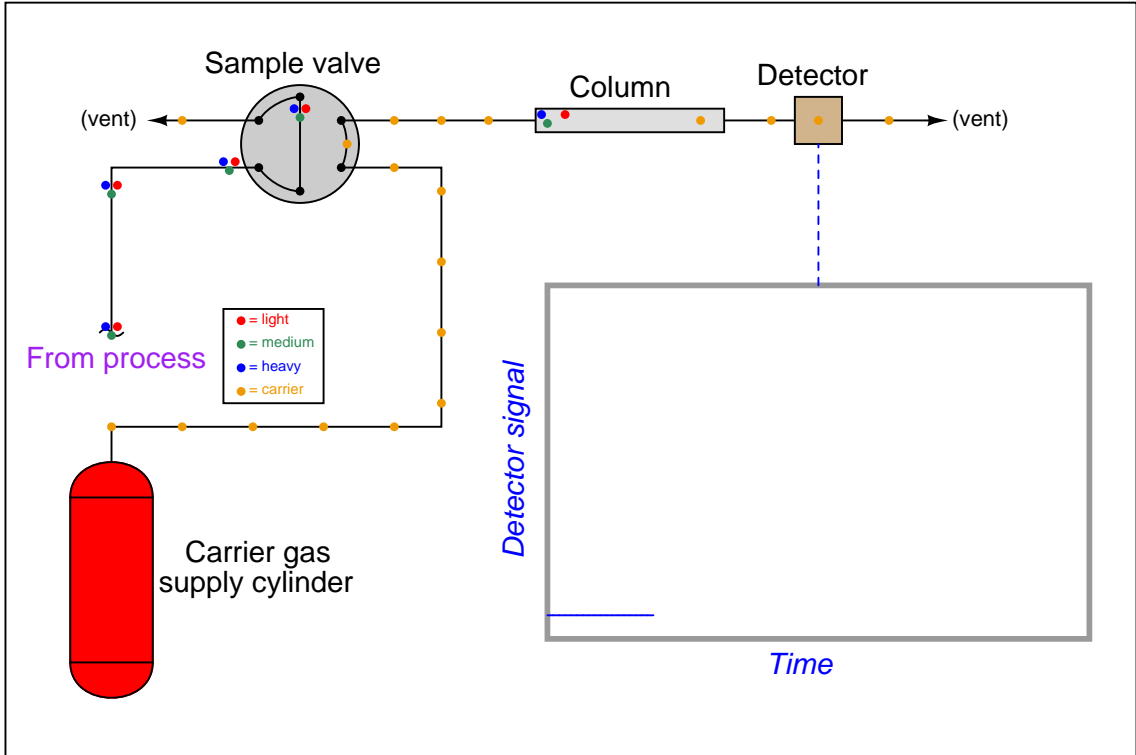 Sample valve
Column
Detector
(vent)
(vent)
= light
= medium
= heavy
= carrier
From process
Detector signal
Carrier gas
supply cylinder
Time